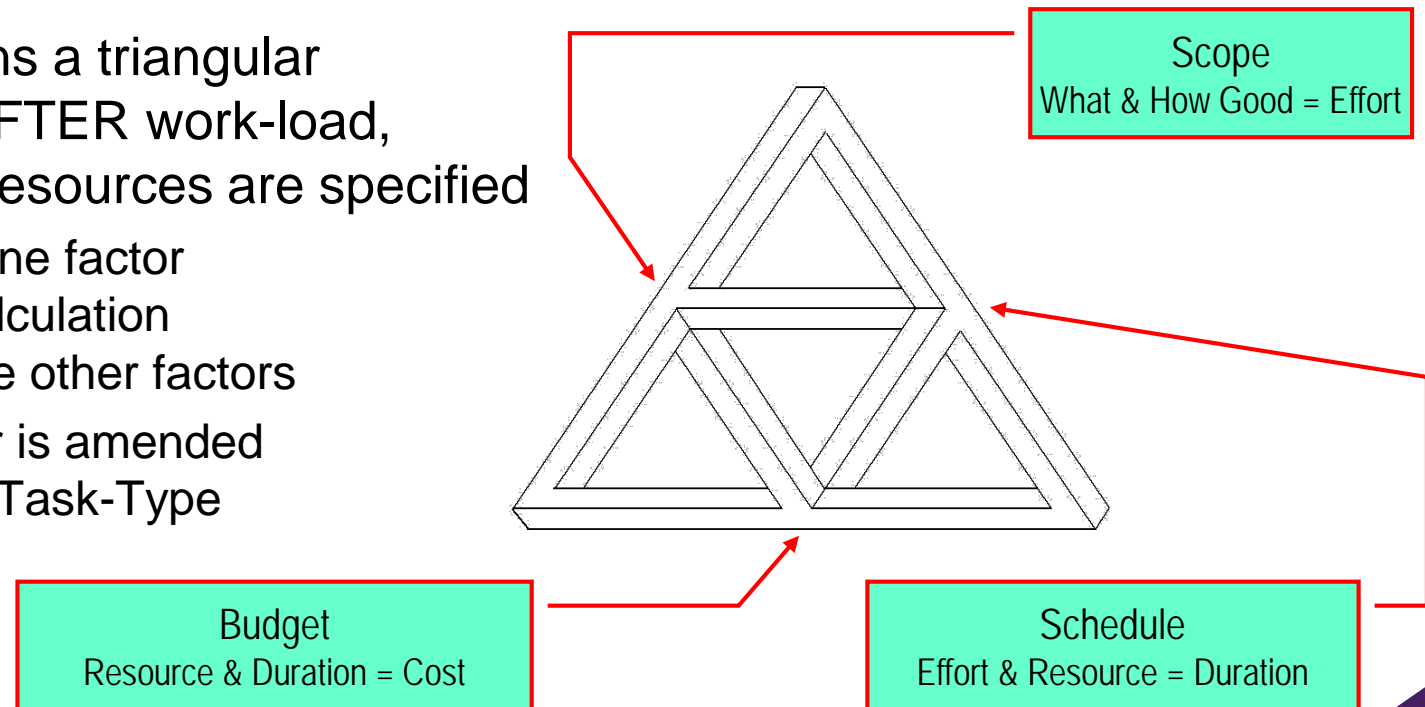 ns a triangular
FTER work-load,
esources are specified
ne factor
lculation
e other factors
r is amended
Task-Type
Scope
What & How Good = Effort
Budget
Resource & Duration = Cost
Schedule
Effort & Resource = Duration